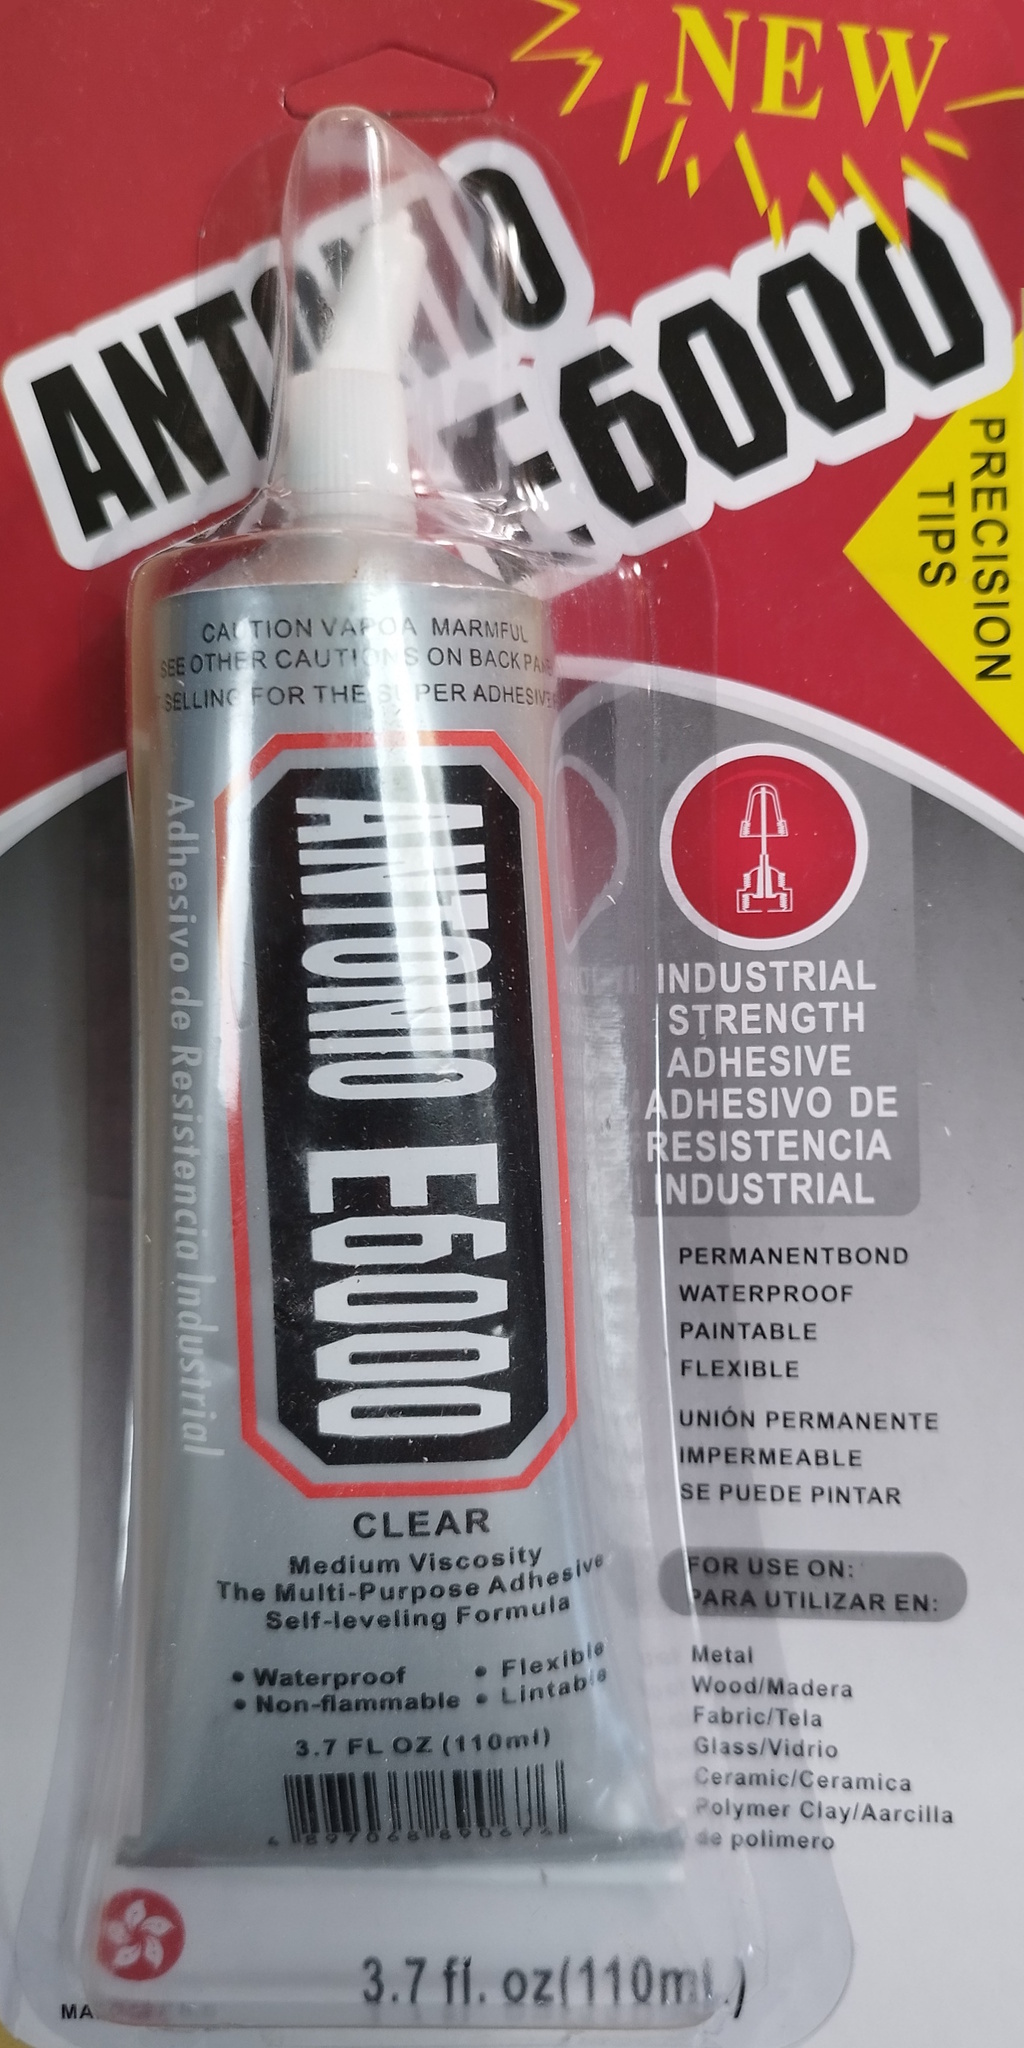 NEW
ANTONIO
E6000
PRECISION
TIPS
CAUTION VAPOA MARMFUL
SEE OTHER CAUTIONS ON BACK
SELLING FOR THE SUPER ADHESIVE
Adhesivo de Resistencia Industrial
ANTONIO E6000
CLEAR
Medium Viscosity
The Multi-Purpose Adhesive
Self-leveling Formula
• Waterproof • Flexible
• Non-flammable • Lintable
3.7 FL OZ (110ml)
INDUSTRIAL
STRENGTH
ADHESIVE
ADHESIVO DE
RESISTENCIA
INDUSTRIAL
PERMANENTBOND
WATERPROOF
PAINTABLE
FLEXIBLE
UNIÓN PERMANENTE
IMPERMEABLE
SE PUEDE PINTAR
FOR USE ON:
PARA UTILIZAR EN:
Metal
Wood/Madera
Fabric/Tela
Glass/Vidrio
Ceramic/Ceramica
Polymer Clay/Aarcilla
de polimero
3.7 fl. oz(110mL)